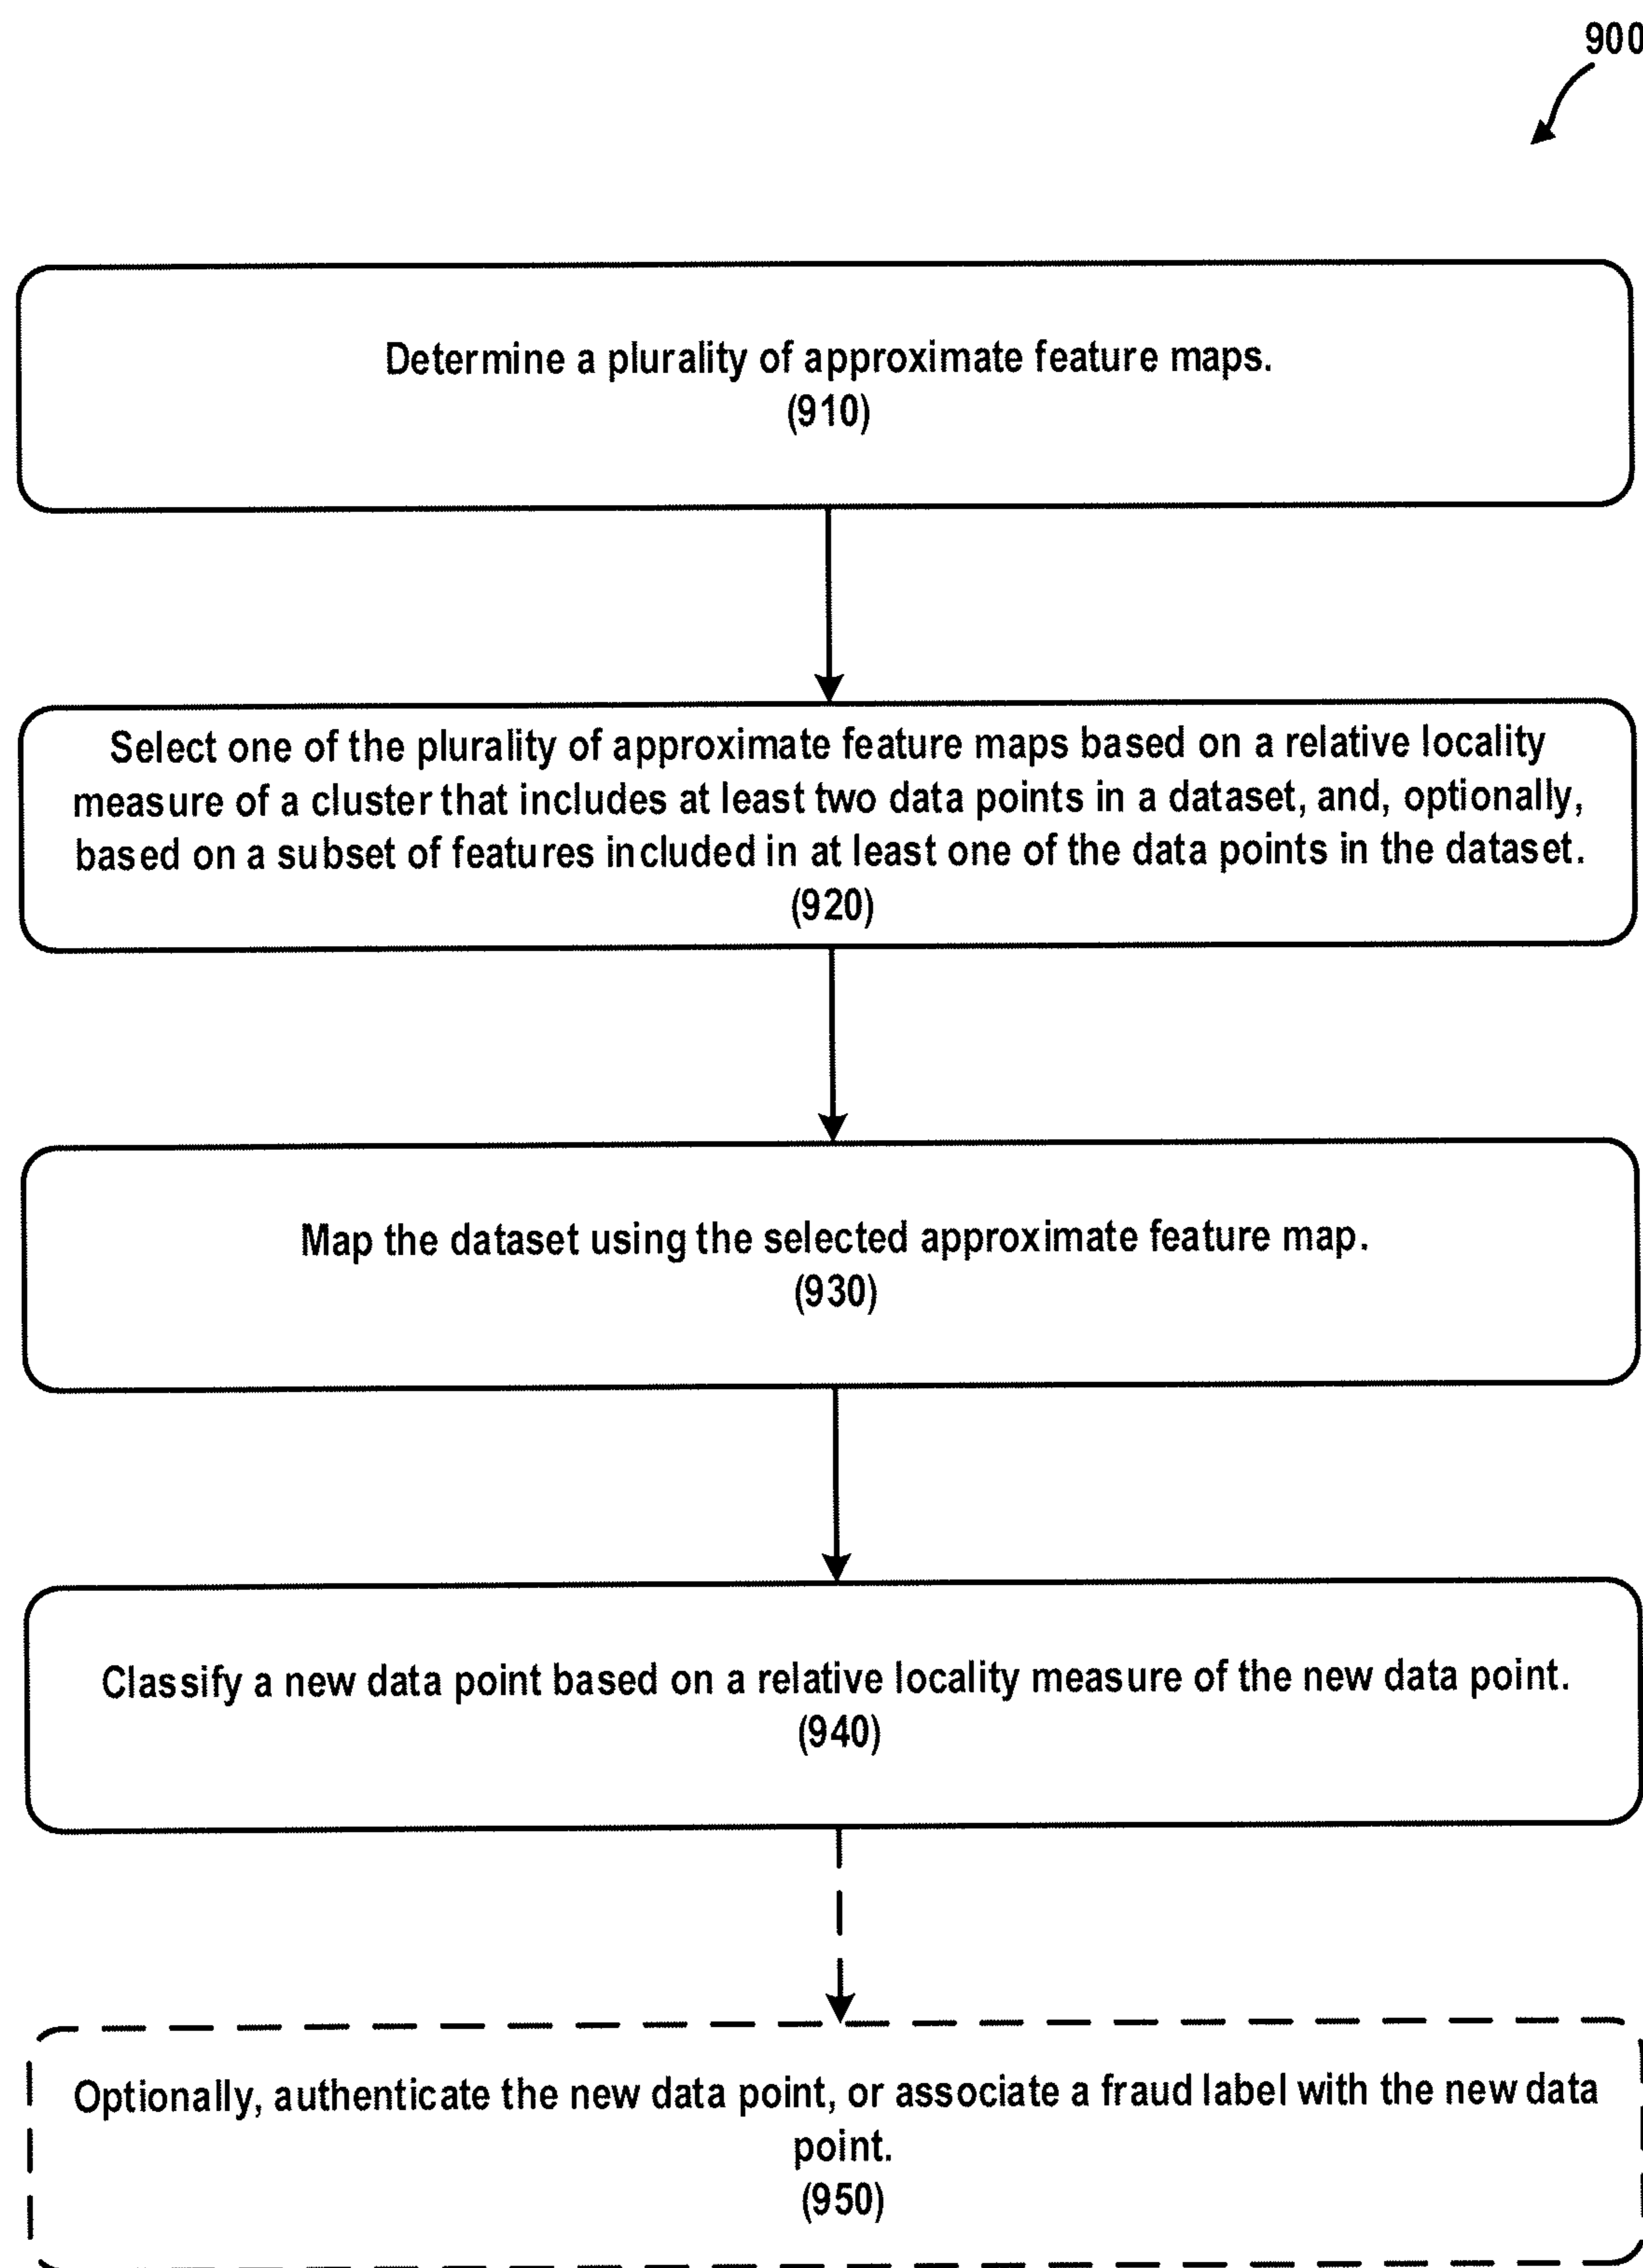 900
Determine a plurality of approximate feature maps.
(910)
Select one of the plurality of approximate feature maps based on a relative locality
measure of a cluster that includes at least two data points in a dataset, and, optionally,
based on a subset of features included in at least one of the data points in the dataset.
(920)
Map the dataset using the selected approximate feature map.
(930)
Classify a new data point based on a relative locality measure of the new data point.
(940)
Optionally, authenticate the new data point, or associate a fraud label with the new data
point.
(950)